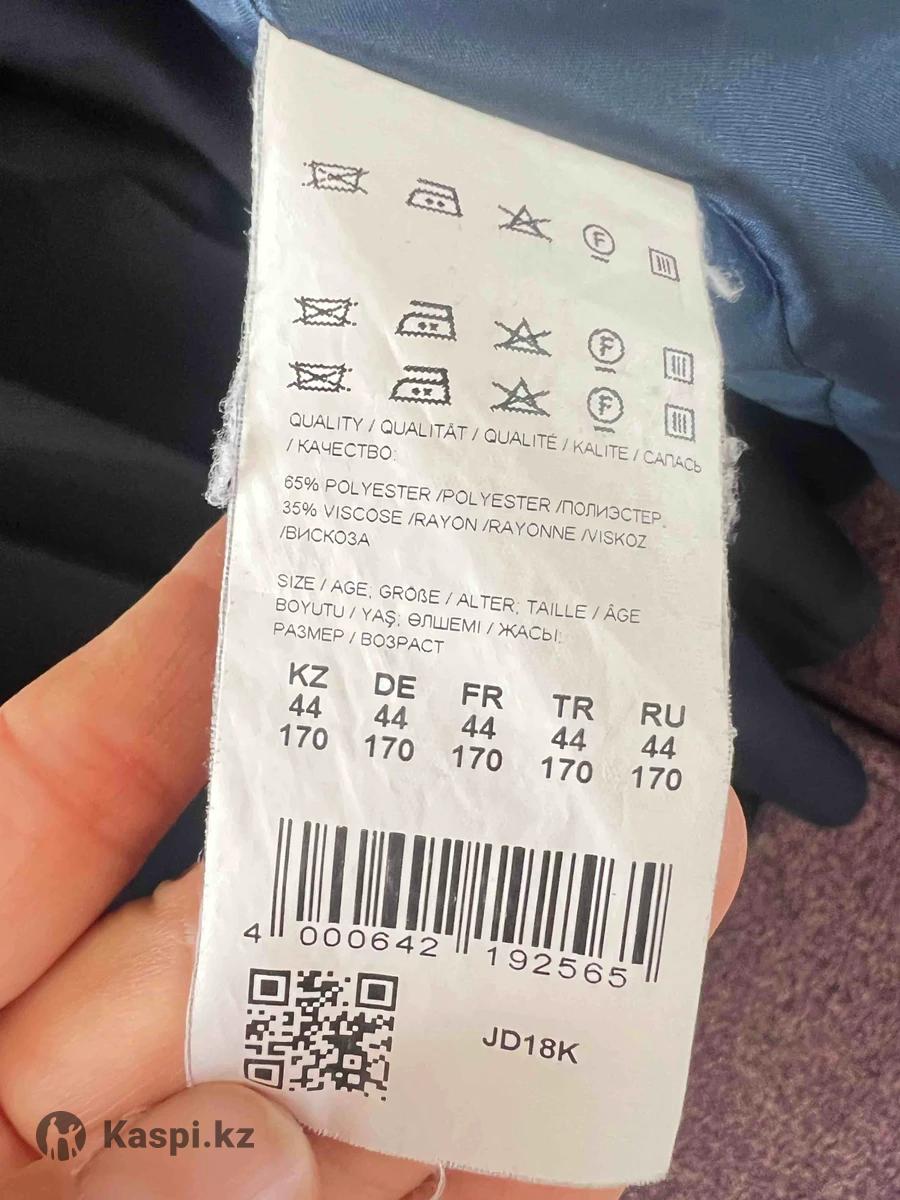 F
F
F
QUALITY / QUALITÄT / QUALITÉ / KALITE / САПАСЬ
/ КАЧЕСТВО:
65% POLYESTER /POLYESTER /ПОЛИЭСТЕР
35% VISCOSE /RAYON /RAYONNE /VISKOZ
/ВИСКОЗА
SIZE / AGE; GRÖßE / ALTER; TAILLE / ÂGE
BOYUTU / YAŞ; ӨЛШЕМІ / ЖАСЫ;
РАЗМЕР / ВОЗРАСТ
KZ DE FR TR RU
44 44 44 44 44
170 170 170 170 170
4 000642 192565
JD18K
Kaspi.kz